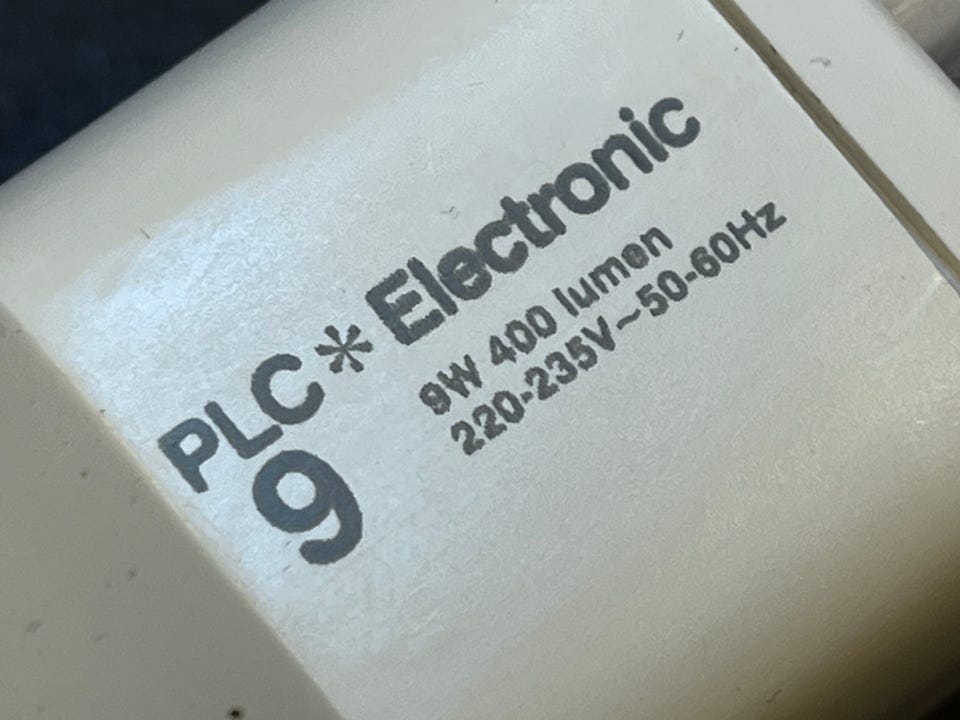 PLC* Electronic
9
9W 400 lumen
220-235V~50-60Hz